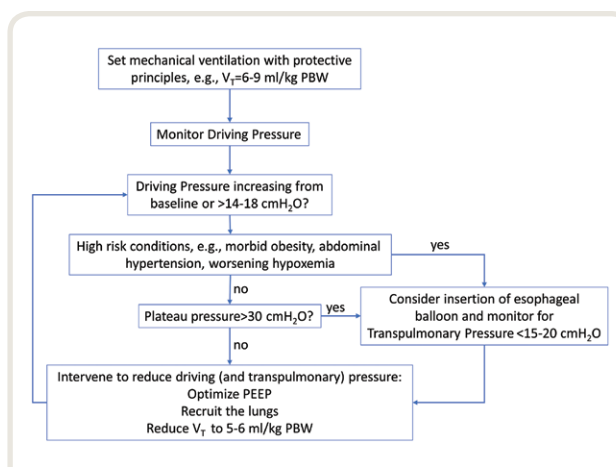 Set mechanical ventilation with protective
principles, e.g., V_T=6-9 ml/kg PBW
Monitor Driving Pressure
Driving Pressure increasing from
baseline or >14-18 cmH₂O?
High risk conditions, e.g., morbid obesity, abdominal
hypertension, worsening hypoxemia
yes
no
Plateau pressure>30 cmH₂O?
yes
Consider insertion of esophageal
balloon and monitor for
Transpulmonary Pressure <15-20 cmH₂O
no
Intervene to reduce driving (and transpulmonary) pressure:
Optimize PEEP
Recruit the lungs
Reduce V_T to 5-6 ml/kg PBW